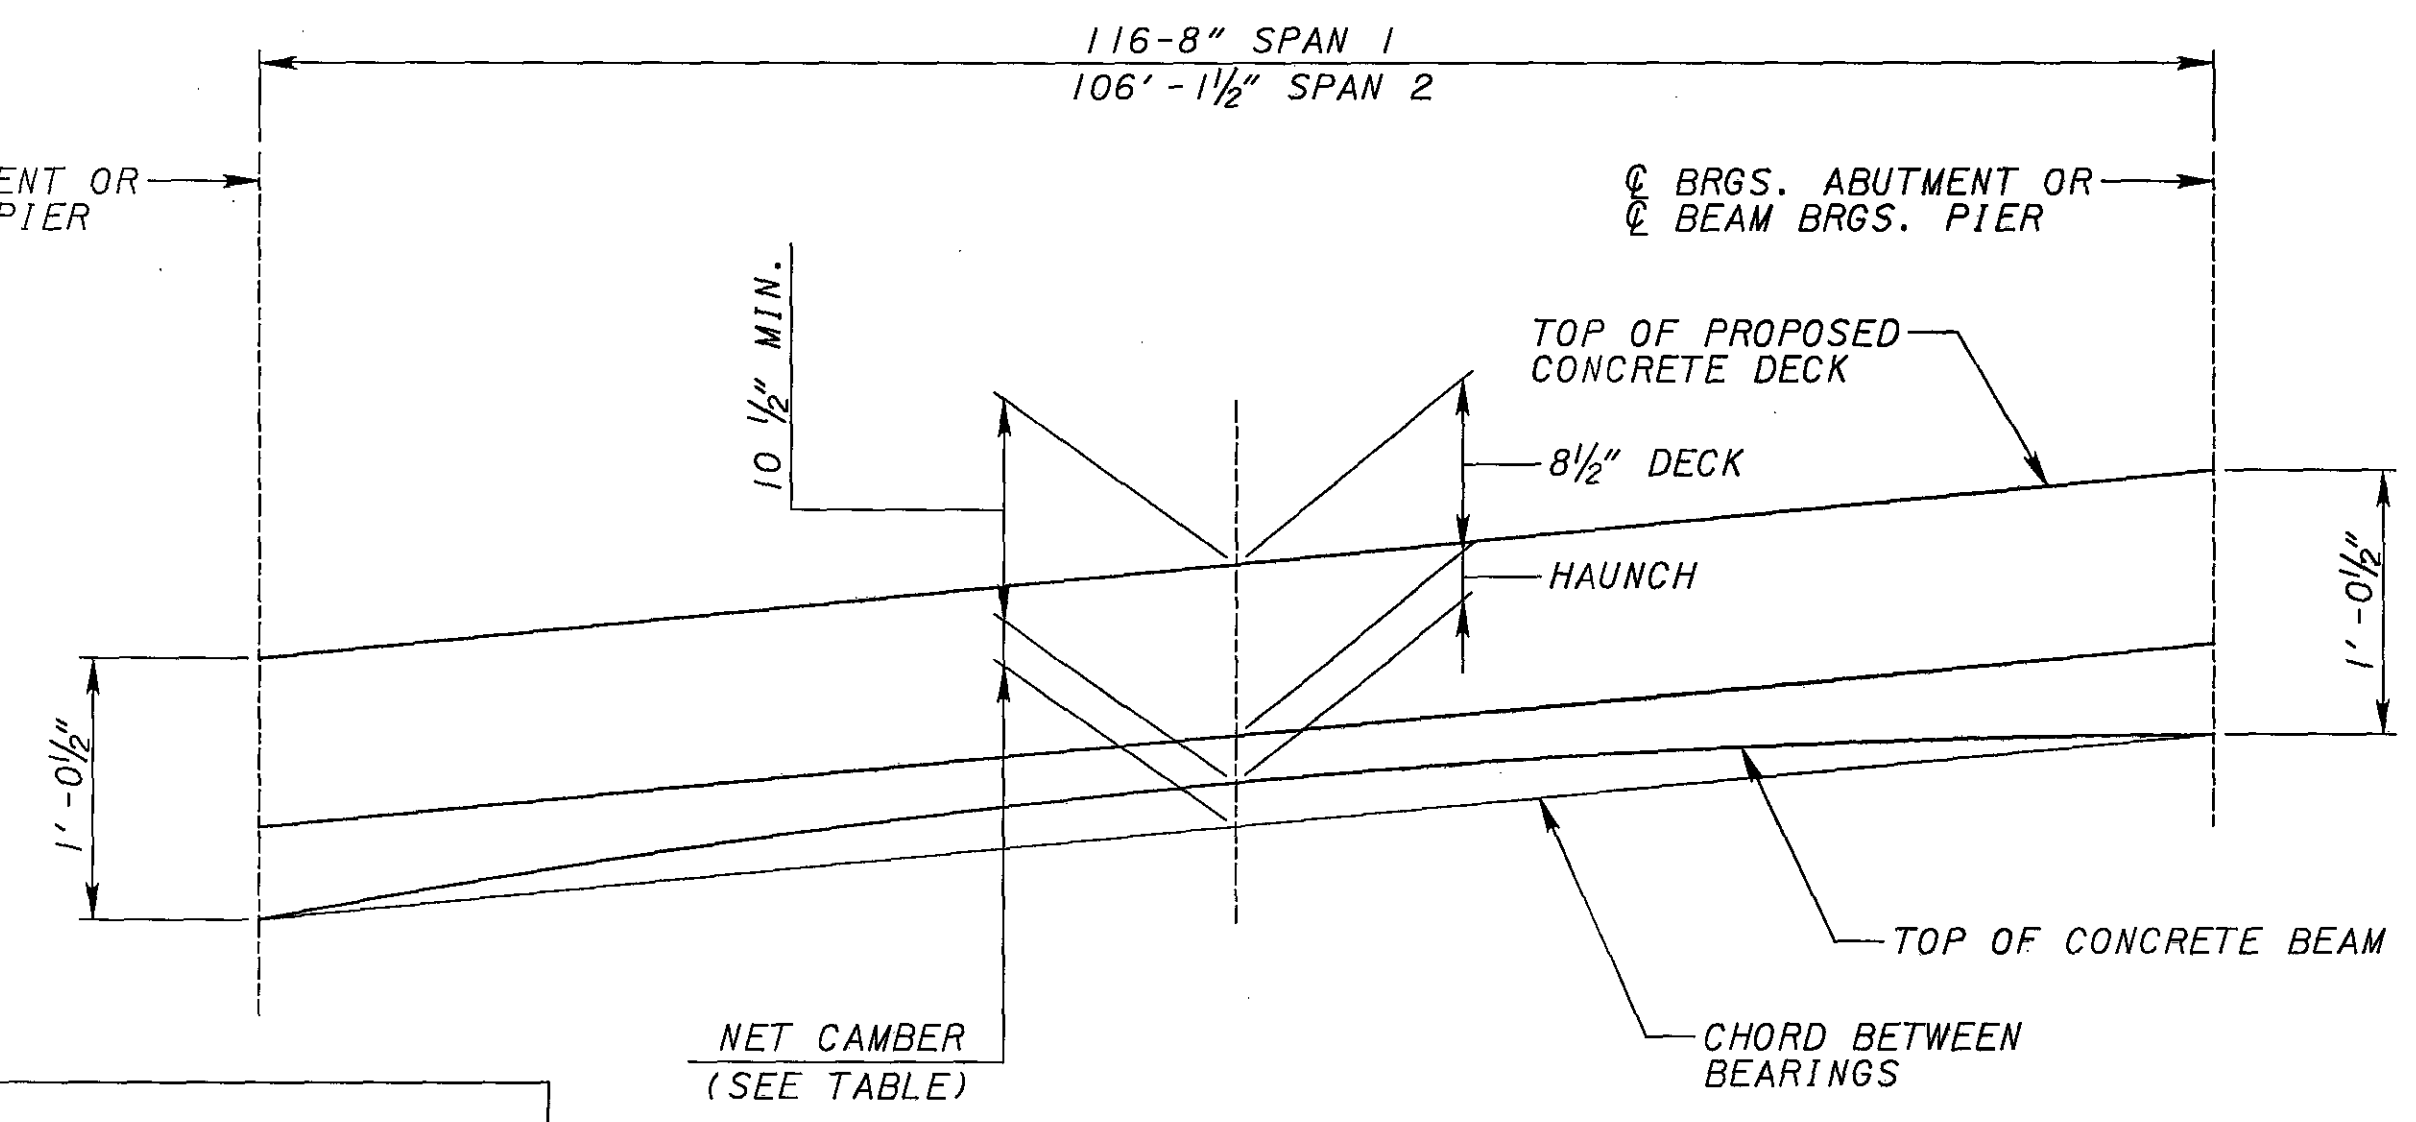 116-8" SPAN 1
106'-1½" SPAN 2
ENT OR
PIER
℄ BRGS. ABUTMENT OR
℄ BEAM BRGS. PIER
10 ½" MIN.
TOP OF PROPOSED
CONCRETE DECK
8½" DECK
HAUNCH
1'-0½"
1'-0½"
TOP OF CONCRETE BEAM
NET CAMBER
(SEE TABLE)
CHORD BETWEEN
BEARINGS